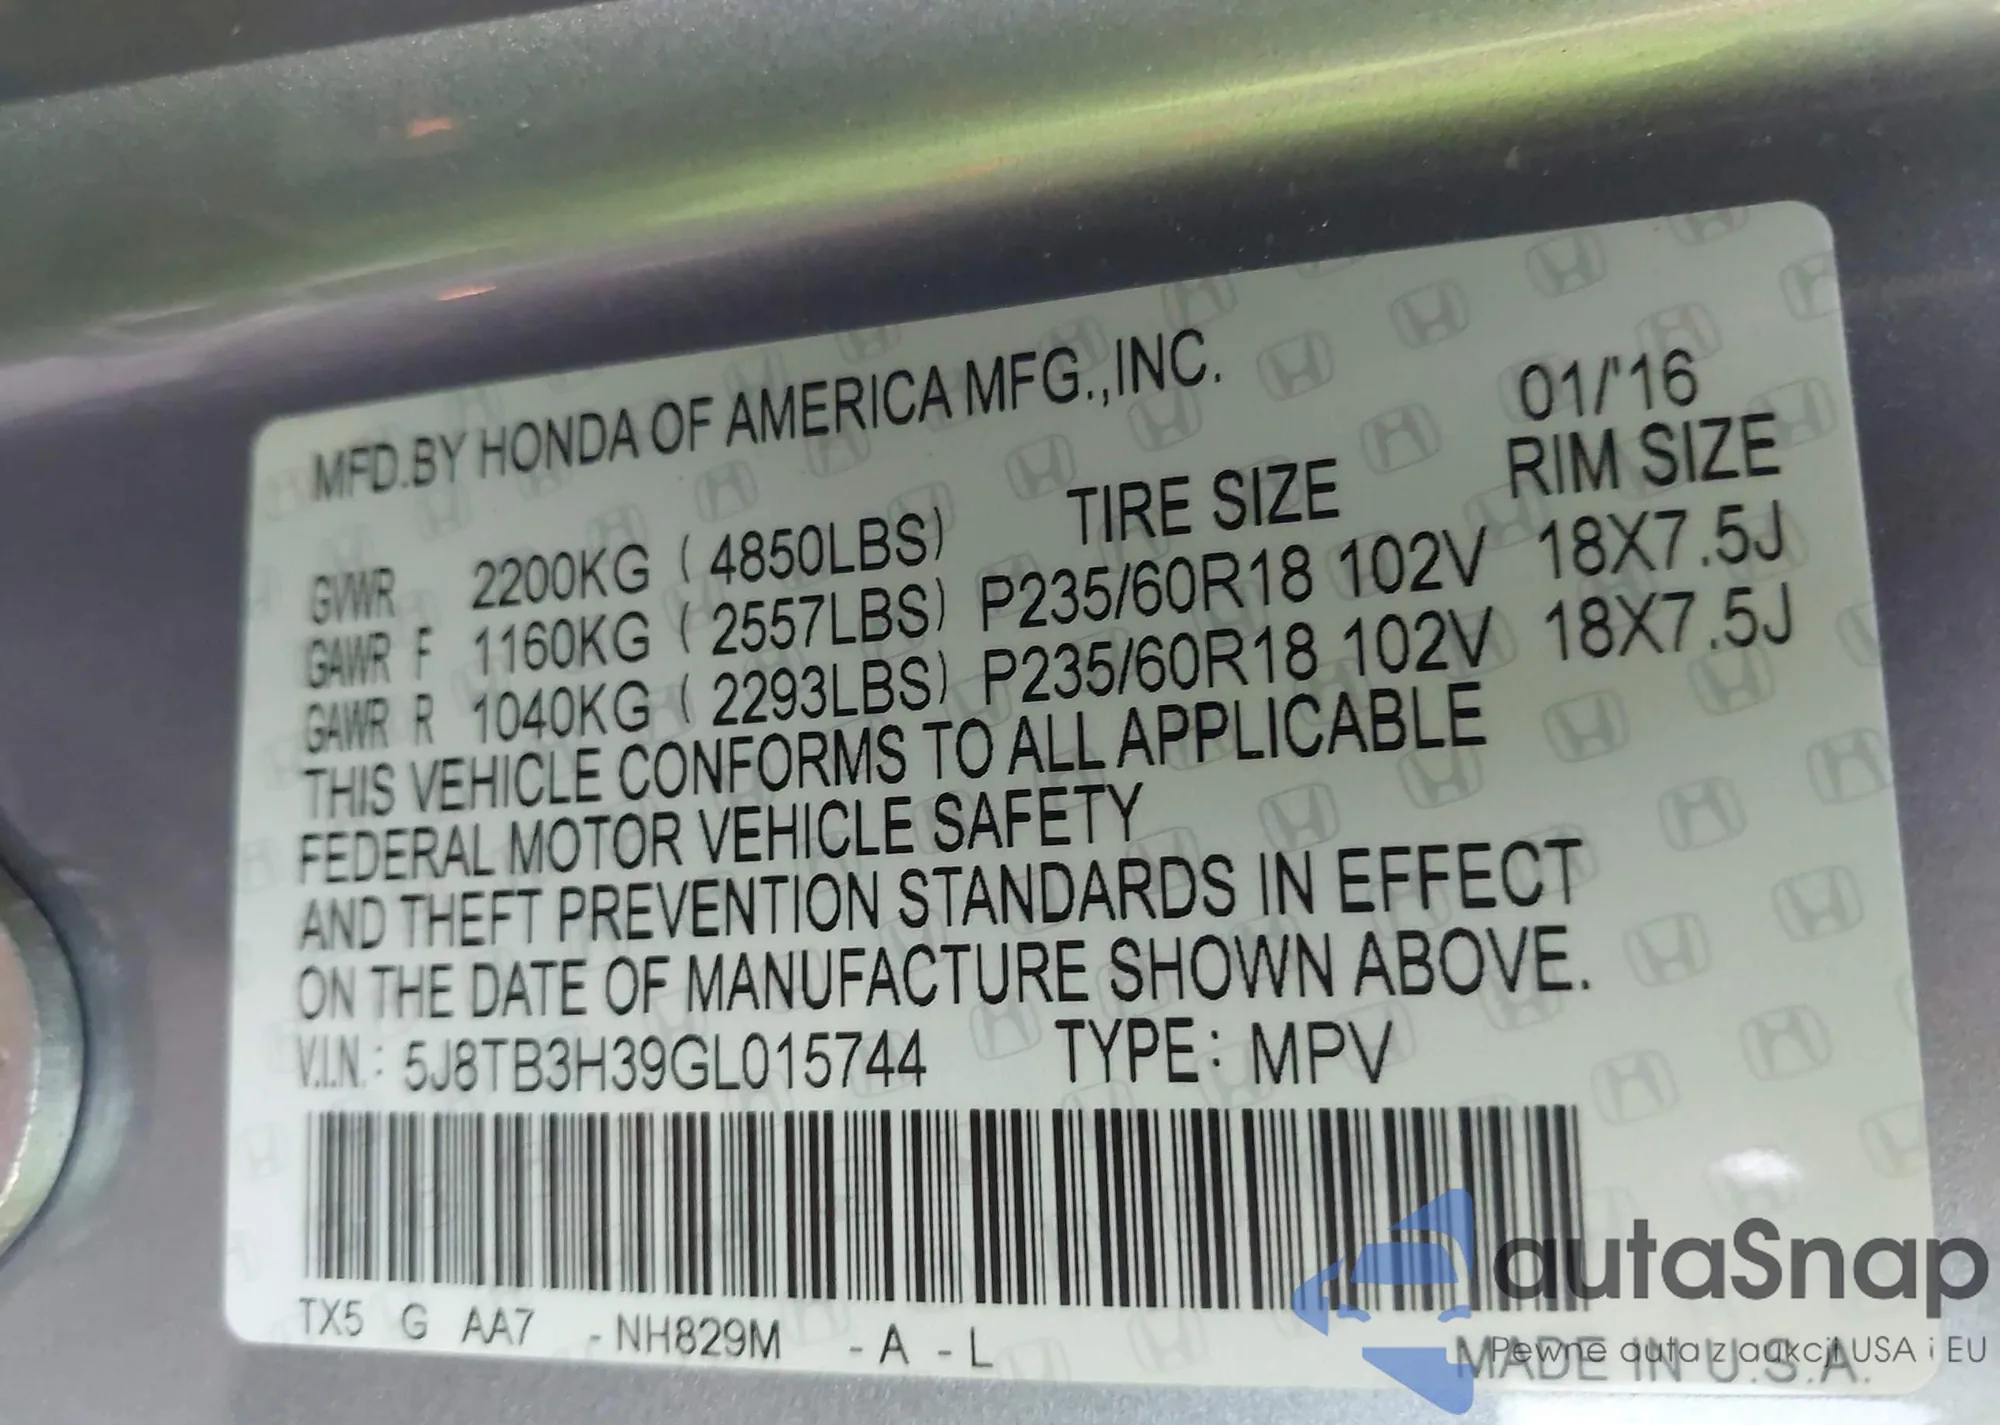 MFD.BY HONDA OF AMERICA MFG.,INC. 01/'16
TIRE SIZE RIM SIZE
GVWR 2200KG ( 4850LBS)
GAWR F 1160KG ( 2557LBS) P235/60R18 102V 18X7.5J
GAWR R 1040KG ( 2293LBS) P235/60R18 102V 18X7.5J
THIS VEHICLE CONFORMS TO ALL APPLICABLE
FEDERAL MOTOR VEHICLE SAFETY
AND THEFT PREVENTION STANDARDS IN EFFECT
ON THE DATE OF MANUFACTURE SHOWN ABOVE.
V.I.N.: 5J8TB3H39GL015744 TYPE: MPV
TX5 G AA7 - NH829M - A - L
MADE IN U.S.A.
autaSnap
Pewne auta z aukcji USA i EU